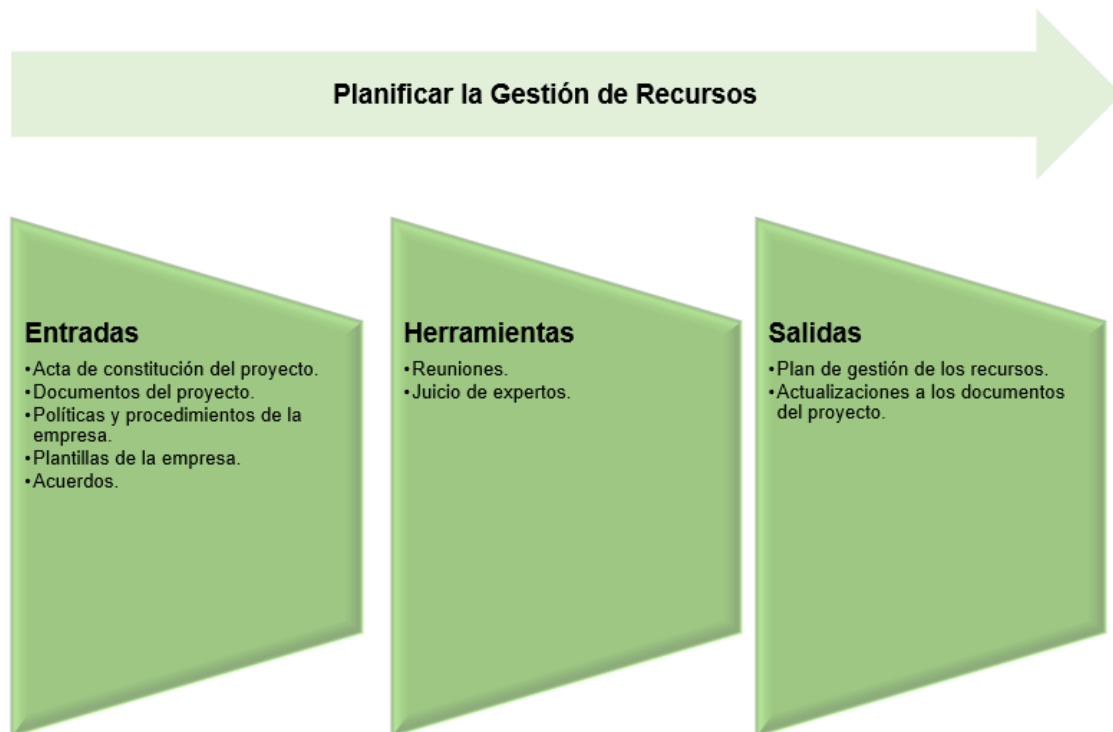 Planificar la Gestión de Recursos
Entradas
•Acta de constitución del proyecto.
•Documentos del proyecto.
•Políticas y procedimientos de la
empresa.
•Plantillas de la empresa.
•Acuerdos.
Herramientas
•Reuniones.
•Juicio de expertos.
Salidas
•Plan de gestión de los recursos.
•Actualizaciones a los documentos
del proyecto.